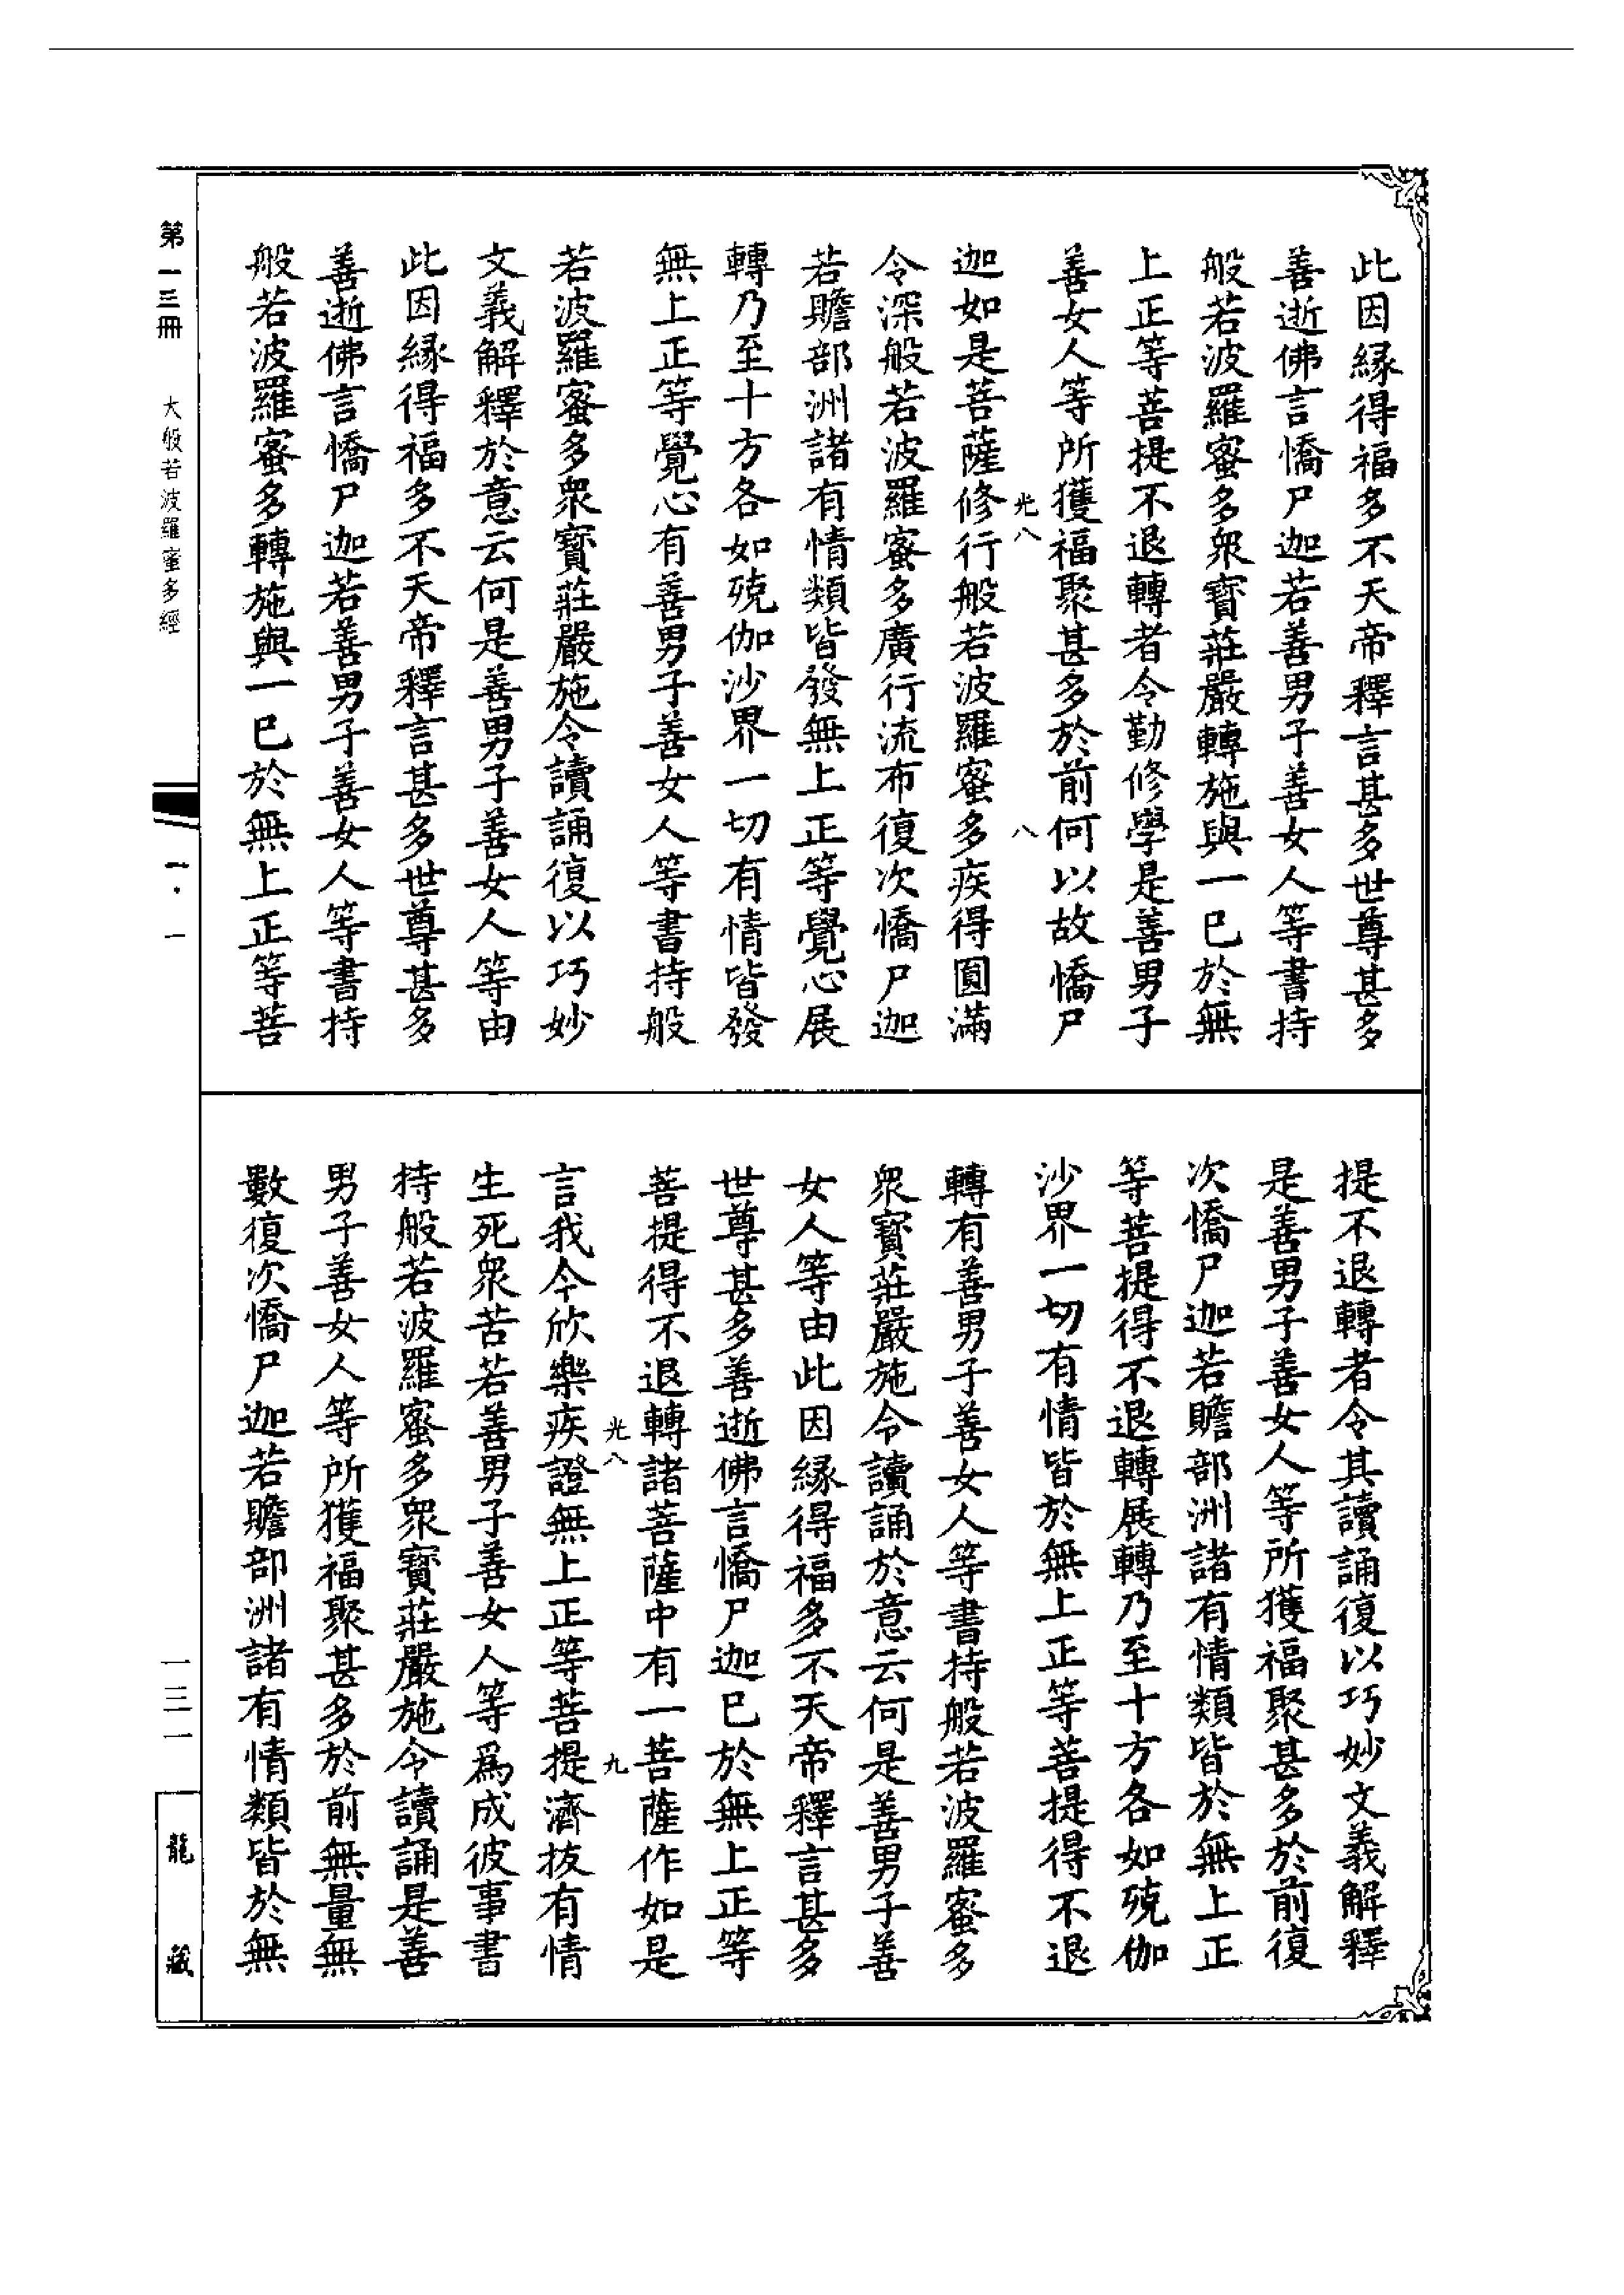 此因緣得福多不天帝釋言甚多世尊甚多
善逝佛言憍尸迦若善男子善女人等書持
般若波羅蜜多衆寶莊嚴轉施與一已於無
上正等菩提不退轉者令勤修學是善男子
善女人等所獲福聚甚多於前何以故憍尸
光八
八
迦如是菩薩修行般若波羅蜜多疾得圓滿
令深般若波羅蜜多廣行流布復次憍尸迦
若贍部洲諸有情類皆發無上正等覺心展
轉乃至十方各如殑伽沙界一切有情皆發
無上正等覺心有善男子善女人等書持般
若波羅蜜多衆寶莊嚴施令讀誦復以巧妙
文義解釋於意云何是善男子善女人等由
此因緣得福多不天帝釋言甚多世尊甚多
善逝佛言憍尸迦若善男子善女人等書持
般若波羅蜜多轉施與一已於無上正等菩
提不退轉者令其讀誦復以巧妙文義解釋
是善男子善女人等所獲福聚甚多於前復
次憍尸迦若贍部洲諸有情類皆於無上正
等菩提得不退轉展轉乃至十方各如殑伽
沙界一切有情皆於無上正等菩提得不退
轉有善男子善女人等書持般若波羅蜜多
衆寶莊嚴施令讀誦於意云何是善男子善
女人等由此因緣得福多不天帝釋言甚多
世尊甚多善逝佛言憍尸迦已於無上正等
菩提得不退轉諸菩薩中有一菩薩作如是
光八
九
言我今欣樂疾證無上正等菩提濟拔有情
生死衆苦若善男子善女人等爲成彼事書
持般若波羅蜜多衆寶莊嚴施令讀誦是善
男子善女人等所獲福聚甚多於前無量無
數復次憍尸迦若贍部洲諸有情類皆於無
第一三冊 大般若波羅蜜多經
一·一
一三一
龍藏